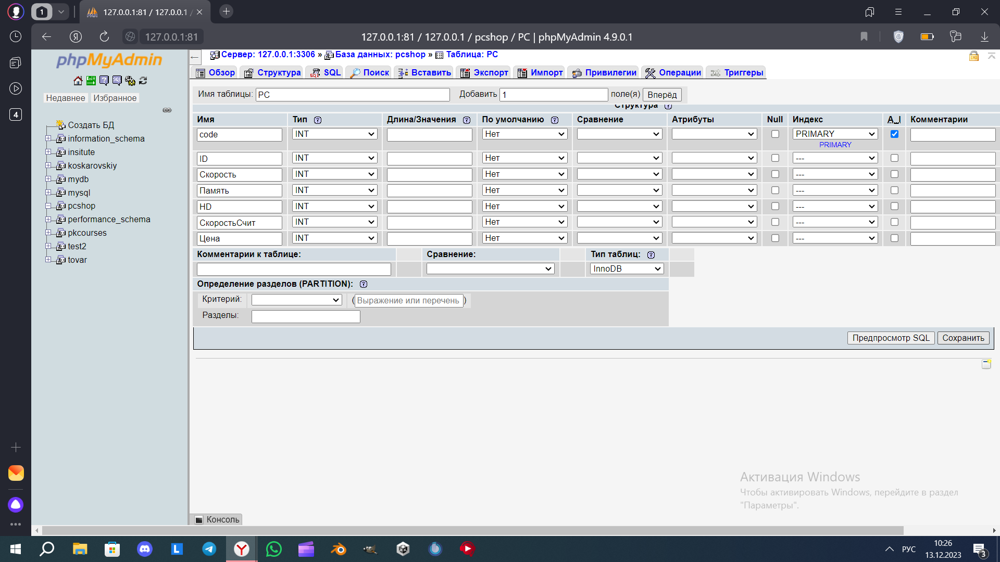 1
127.0.0.1:81 / 127.0.0.1 /
127.0.0.1:81
127.0.0.1:81 / 127.0.0.1 / pcshop / PC | phpMyAdmin 4.9.0.1
4
phpMyAdmin
Недавнее Избранное
Создать БД
information_schema
insitute
koskarovskiy
mydb
mysql
pcshop
performance_schema
pkcourses
test2
tovar
Сервер: 127.0.0.1:3306 » База данных: pcshop » Таблица: PC
Обзор Структура SQL Поиск Вставить Экспорт Импорт Привилегии Операции Триггеры
Имя таблицы: PC Добавить 1 поле(я) Вперёд
Структура
Имя Тип Длина/Значения По умолчанию Сравнение Атрибуты Null Индекс A_I Комментарии
code INT Нет PRIMARY
PRIMARY
ID INT Нет ---
Скорость INT Нет ---
Память INT Нет ---
HD INT Нет ---
СкоростьСчит INT Нет ---
Цена INT Нет ---
Комментарии к таблице: Сравнение: Тип таблиц:
InnoDB
Определение разделов (PARTITION):
Критерий: (Выражение или перечень)
Разделы:
Предпросмотр SQL Сохранить
Активация Windows
Чтобы активировать Windows, перейдите в раздел
"Параметры".
Консоль
РУС
10:26
13.12.2023
3